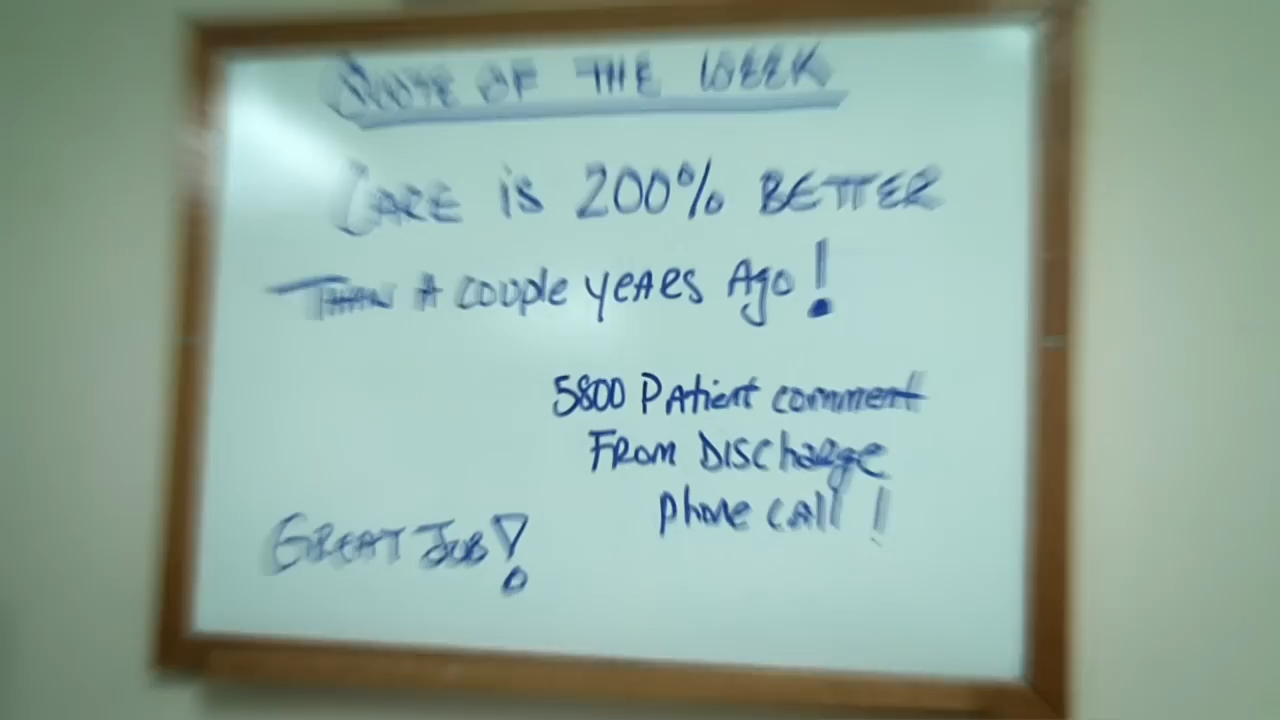 QUOTE OF THE WEEK
CARE is 200% BETTER
THAN A couple yeARs Ago!
5800 PAtient comment
FROM DISCharge
phone CAll!
GREAT JOB!